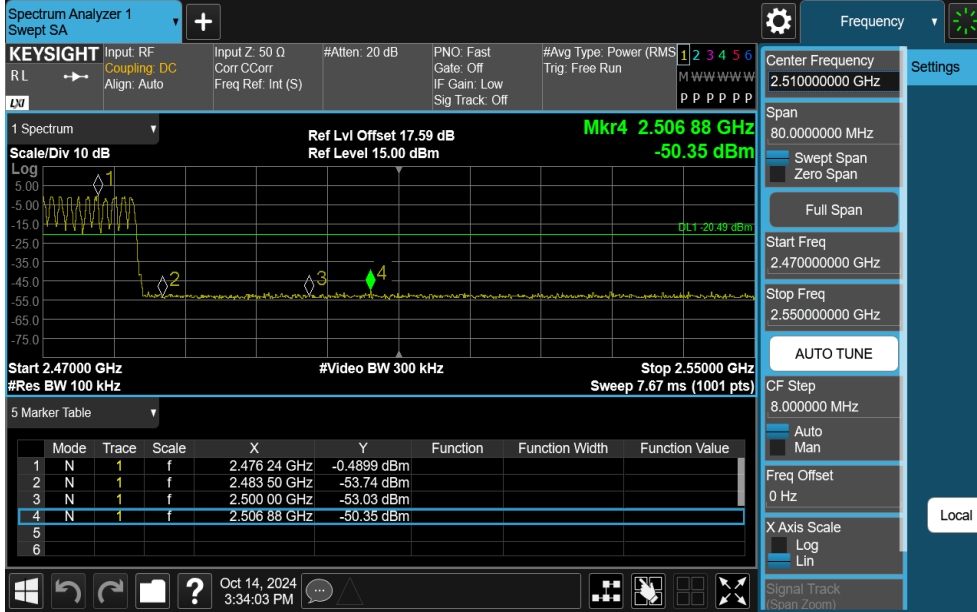 Spectrum Analyzer 1
Swept SA
+
Frequency
KEYSIGHT
R L
LXI
Input: RF
Coupling: DC
Align: Auto
Input Z: 50 Ω
Corr CCorr
Freq Ref: Int (S)
#Atten: 20 dB
PNO: Fast
Gate: Off
IF Gain: Low
Sig Track: Off
#Avg Type: Power (RMS
Trig: Free Run
1 2 3 4 5 6
M W W W W W
P P P P P P
1 Spectrum
Scale/Div 10 dB
Ref Lvl Offset 17.59 dB
Ref Level 15.00 dBm
Mkr4 2.506 88 GHz
-50.35 dBm
Log
5.00
-5.00
-15.0
-25.0
-35.0
-45.0
-55.0
-65.0
-75.0
1
2
3
4
DL1 -20.49 dBm
Start 2.47000 GHz
#Video BW 300 kHz
Stop 2.55000 GHz
#Res BW 100 kHz
Sweep 7.67 ms (1001 pts)
5 Marker Table
Mode Trace Scale X Y Function Function Width Function Value
1 N 1 f 2.476 24 GHz -0.4899 dBm
2 N 1 f 2.483 50 GHz -53.74 dBm
3 N 1 f 2.500 00 GHz -53.03 dBm
4 N 1 f 2.506 88 GHz -50.35 dBm
5
6
?
Oct 14, 2024
3:34:03 PM
Center Frequency
2.510000000 GHz
Settings
Span
80.0000000 MHz
Swept Span
Zero Span
Full Span
Start Freq
2.470000000 GHz
Stop Freq
2.550000000 GHz
AUTO TUNE
CF Step
8.000000 MHz
Auto
Man
Freq Offset
0 Hz
Local
X Axis Scale
Log
Lin
Signal Track
(Span Zoom)